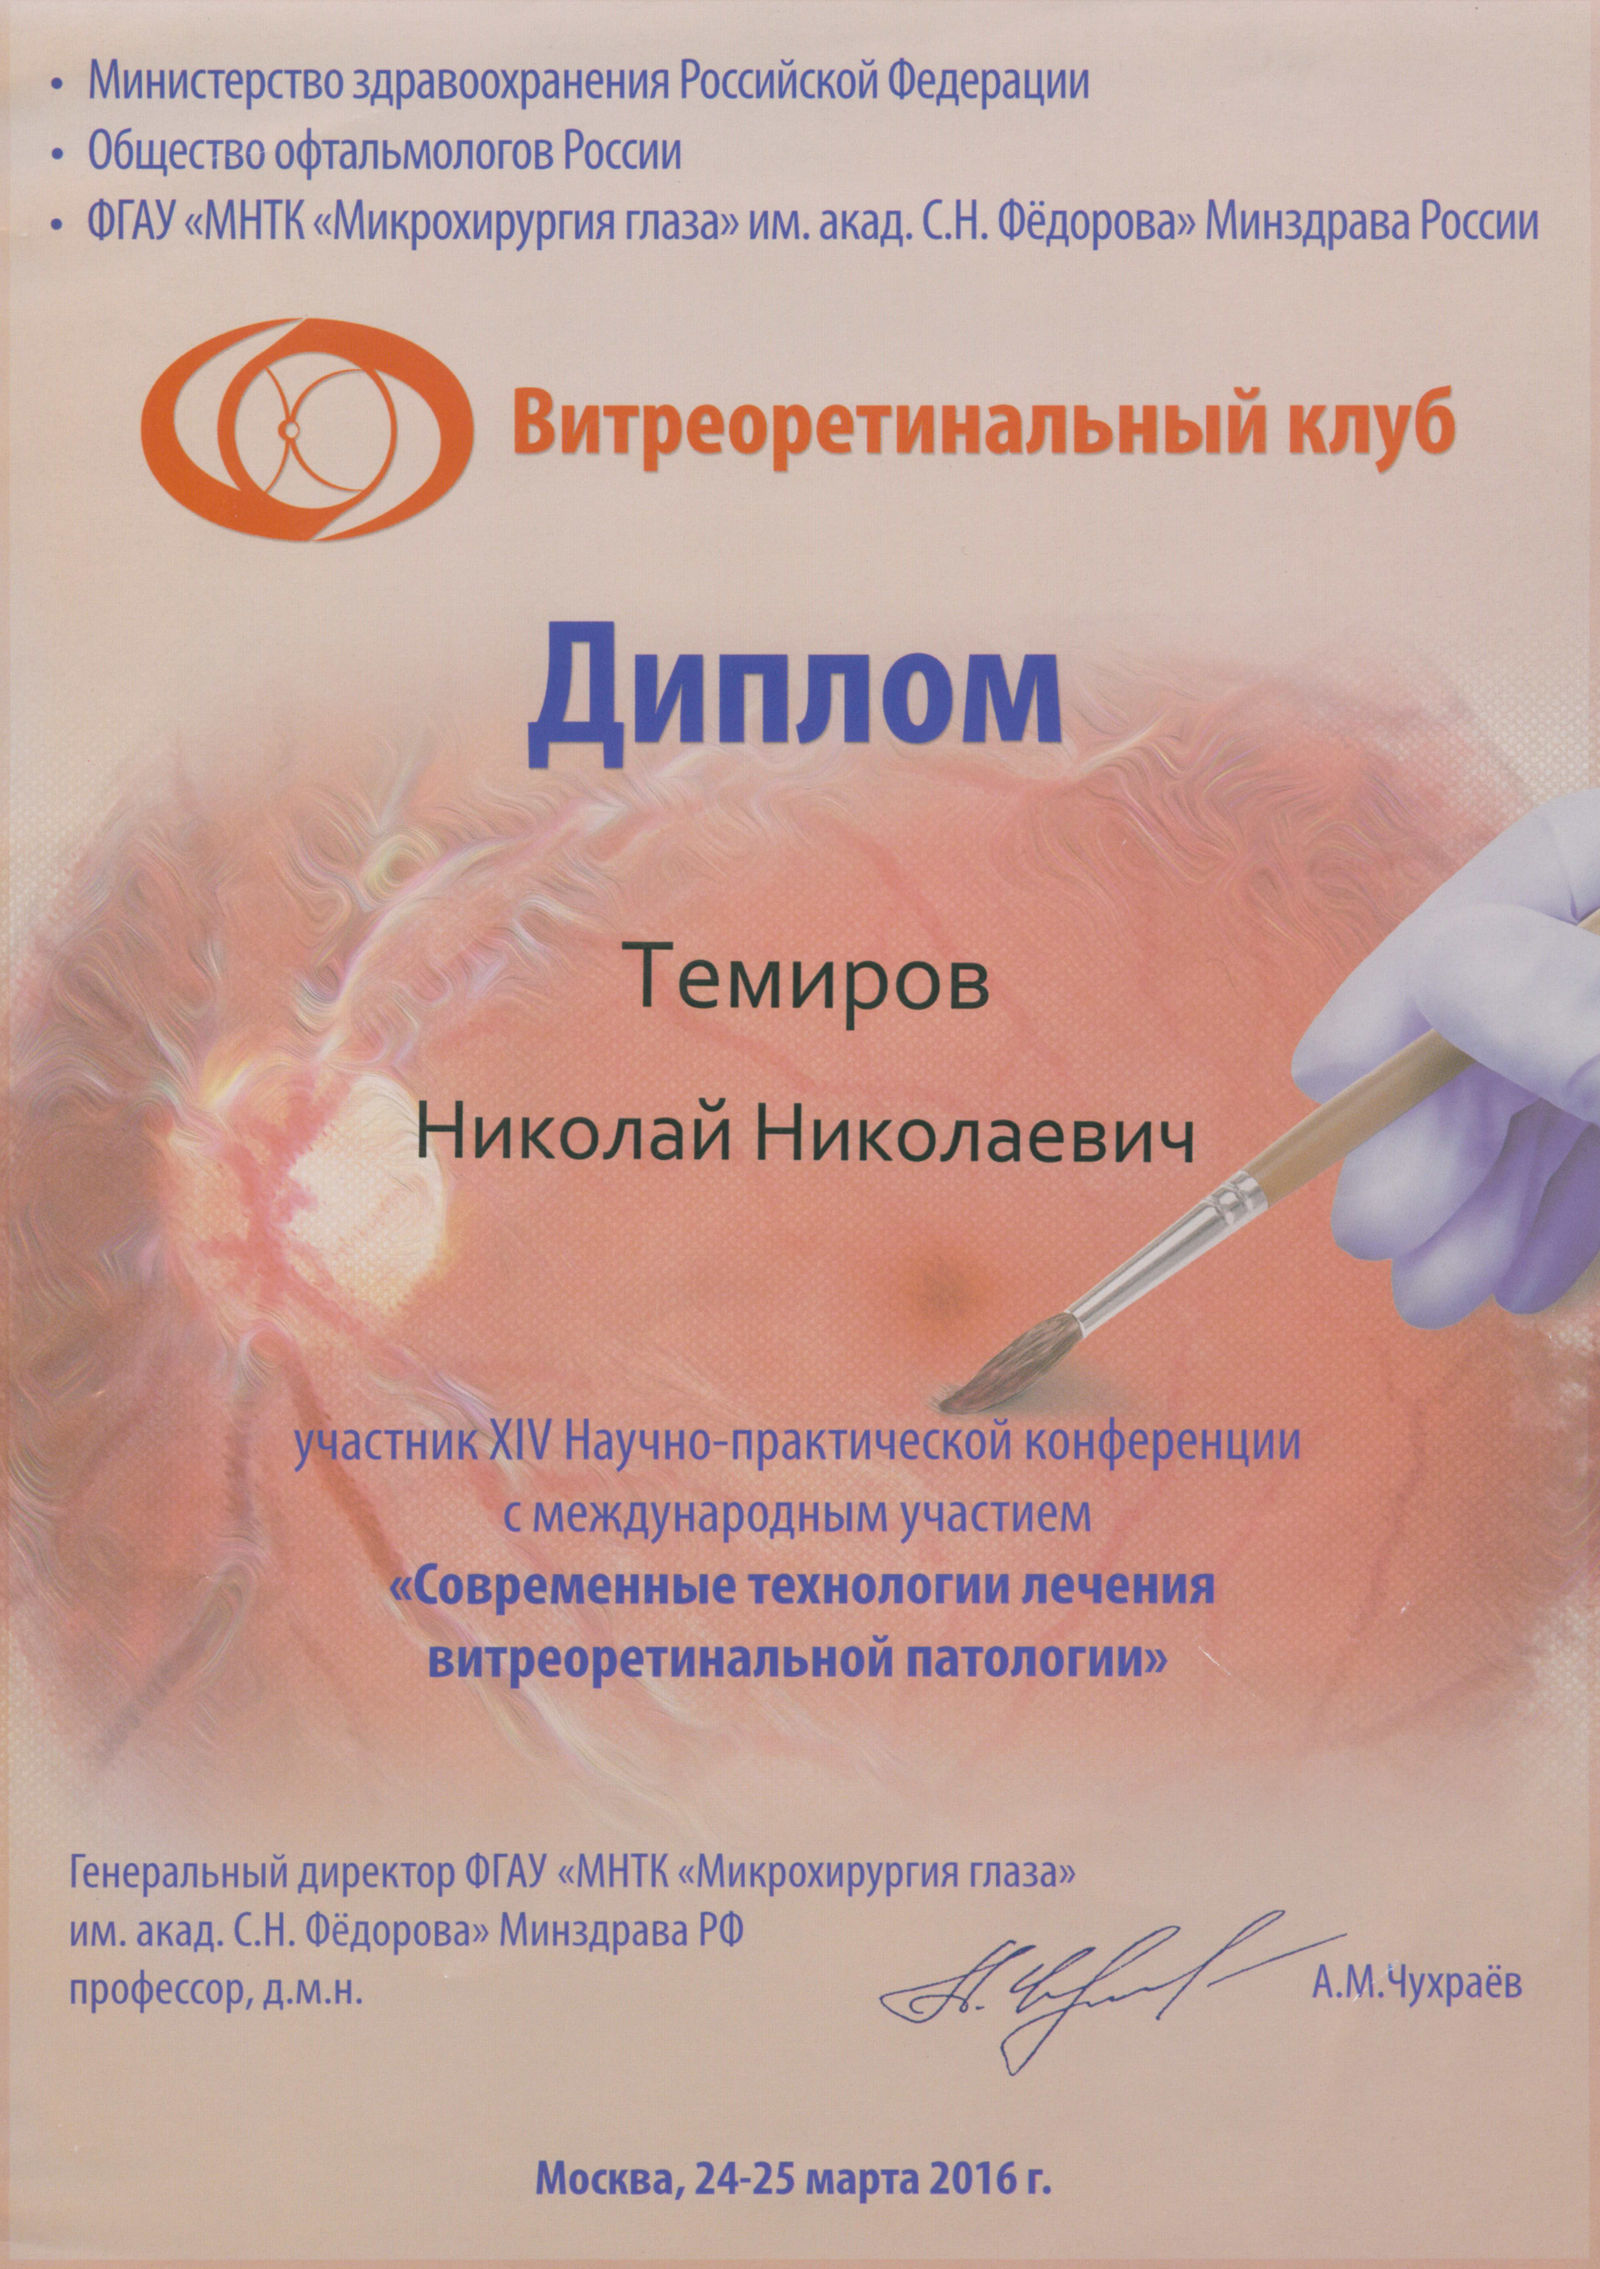 • Министерство здравоохранения Российской Федерации
• Общество офтальмологов России
• ФГАУ «МНТК «Микрохирургия глаза» им. акад. С.Н. Фёдорова» Минздрава России
Витреоретинальный клуб
Диплом
Темиров
Николай Николаевич
участник XIV Научно-практической конференции
с международным участием
«Современные технологии лечения
витреоретинальной патологии»
Генеральный директор ФГАУ «МНТК «Микрохирургия глаза»
им. акад. С.Н. Фёдорова» Минздрава РФ
профессор, д.м.н.
А.М.Чухраёв
Москва, 24-25 марта 2016 г.